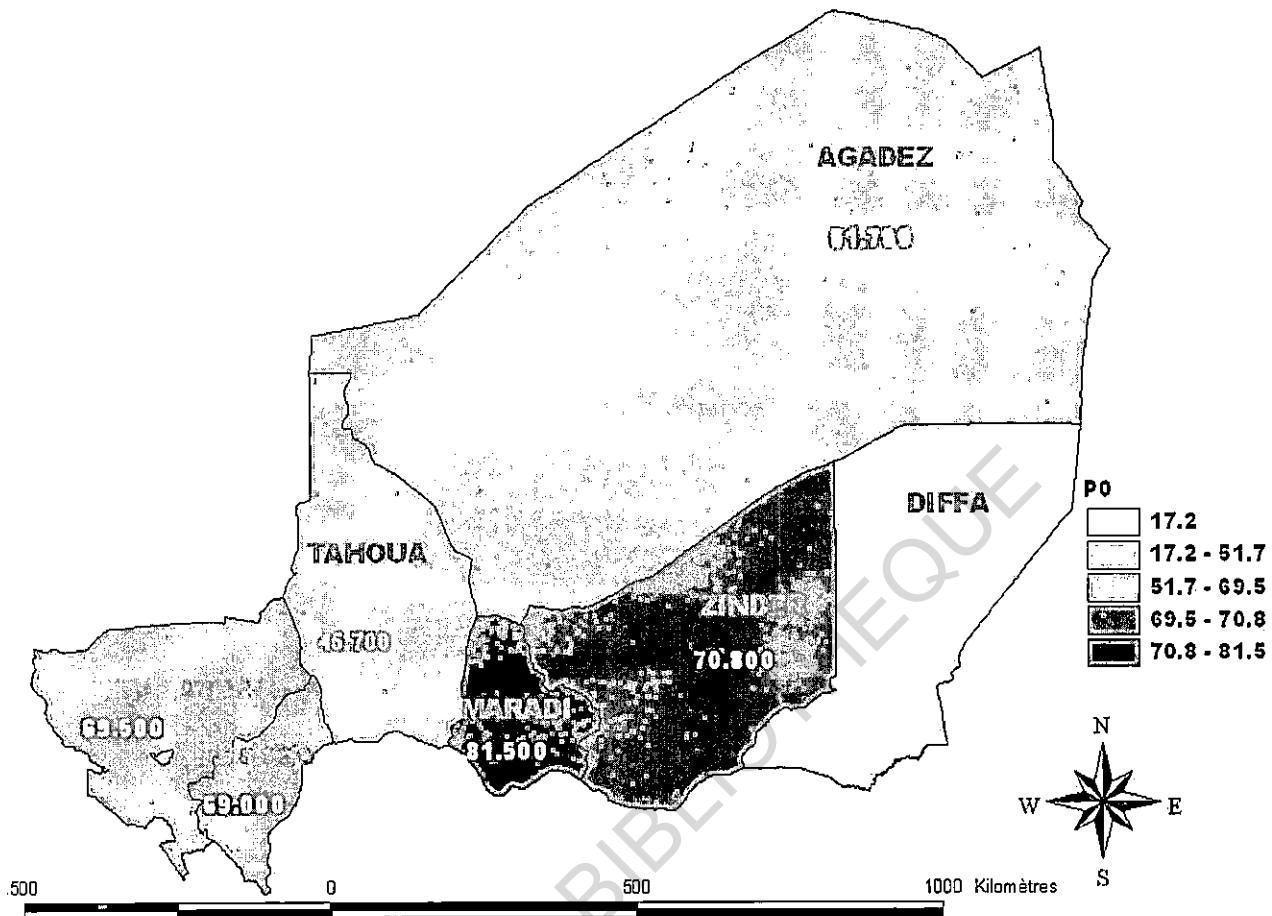 AGADEZ
DIFFA
TAHOUA
46.700
ZINDER
70.800
MARADI
81.500
69.500
69.000
P0
17.2
17.2 - 51.7
51.7 - 69.5
69.5 - 70.8
70.8 - 81.5
N
W E
S
.500 0 500 1000 Kilomètres
BIBLIOTHEQUE